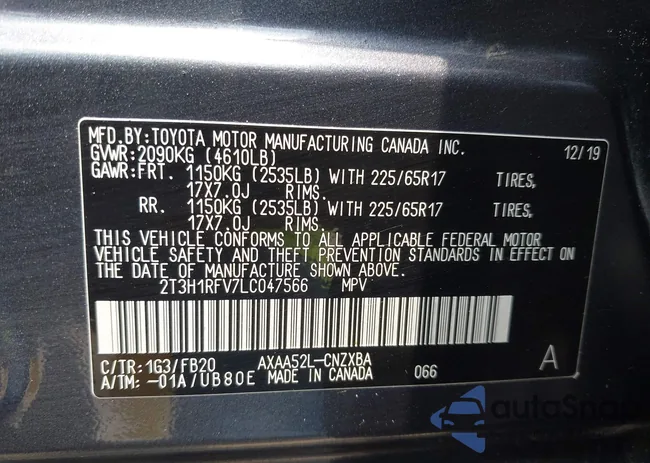 MFD.BY:TOYOTA MOTOR MANUFACTURING CANADA INC.
GVWR:2090KG (4610LB) 12/19
GAWR:FRT. 1150KG (2535LB) WITH 225/65R17 TIRES,
17X7.0J RIMS.
RR. 1150KG (2535LB) WITH 225/65R17 TIRES,
17X7.0J RIMS.
THIS VEHICLE CONFORMS TO ALL APPLICABLE FEDERAL MOTOR
VEHICLE SAFETY AND THEFT PREVENTION STANDARDS IN EFFECT ON
THE DATE OF MANUFACTURE SHOWN ABOVE.
2T3H1RFV7LC047566 MPV
C/TR:1G3/FB20 AXAA52L-CNZXBA
A/TM:-01A/UB80E MADE IN CANADA 066 A